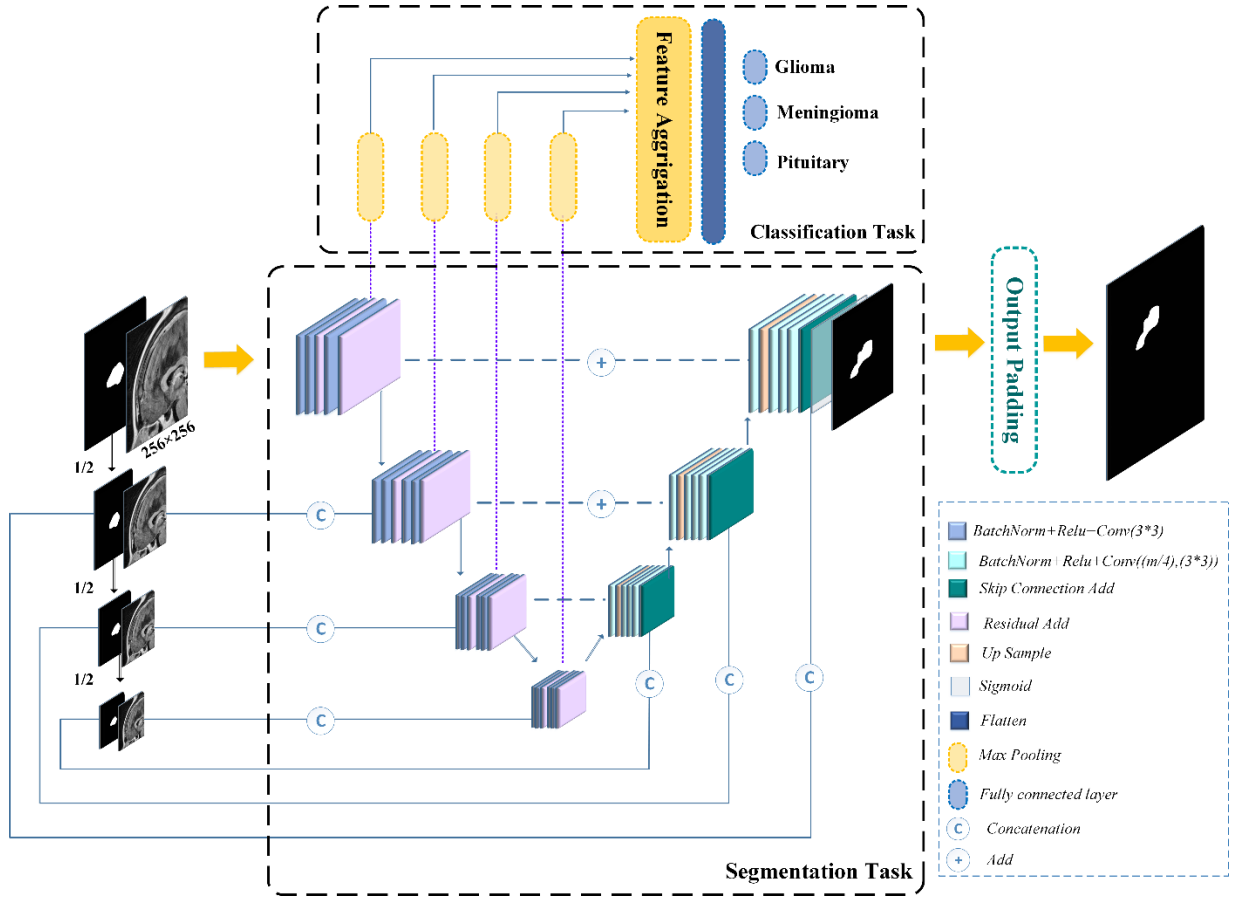 Feature Aggrigation
Glioma
Meningioma
Pituitary
Classification Task
256×256
1/2
1/2
1/2
+
+
+
C
C
C
C
C
C
Output Padding
Segmentation Task
BatchNorm+Relu−Conv(3*3)
BatchNorm+Relu+Conv((m/4),(3*3))
Skip Connection Add
Residual Add
Up Sample
Sigmoid
Flatten
Max Pooling
Fully connected layer
C Concatenation
+ Add